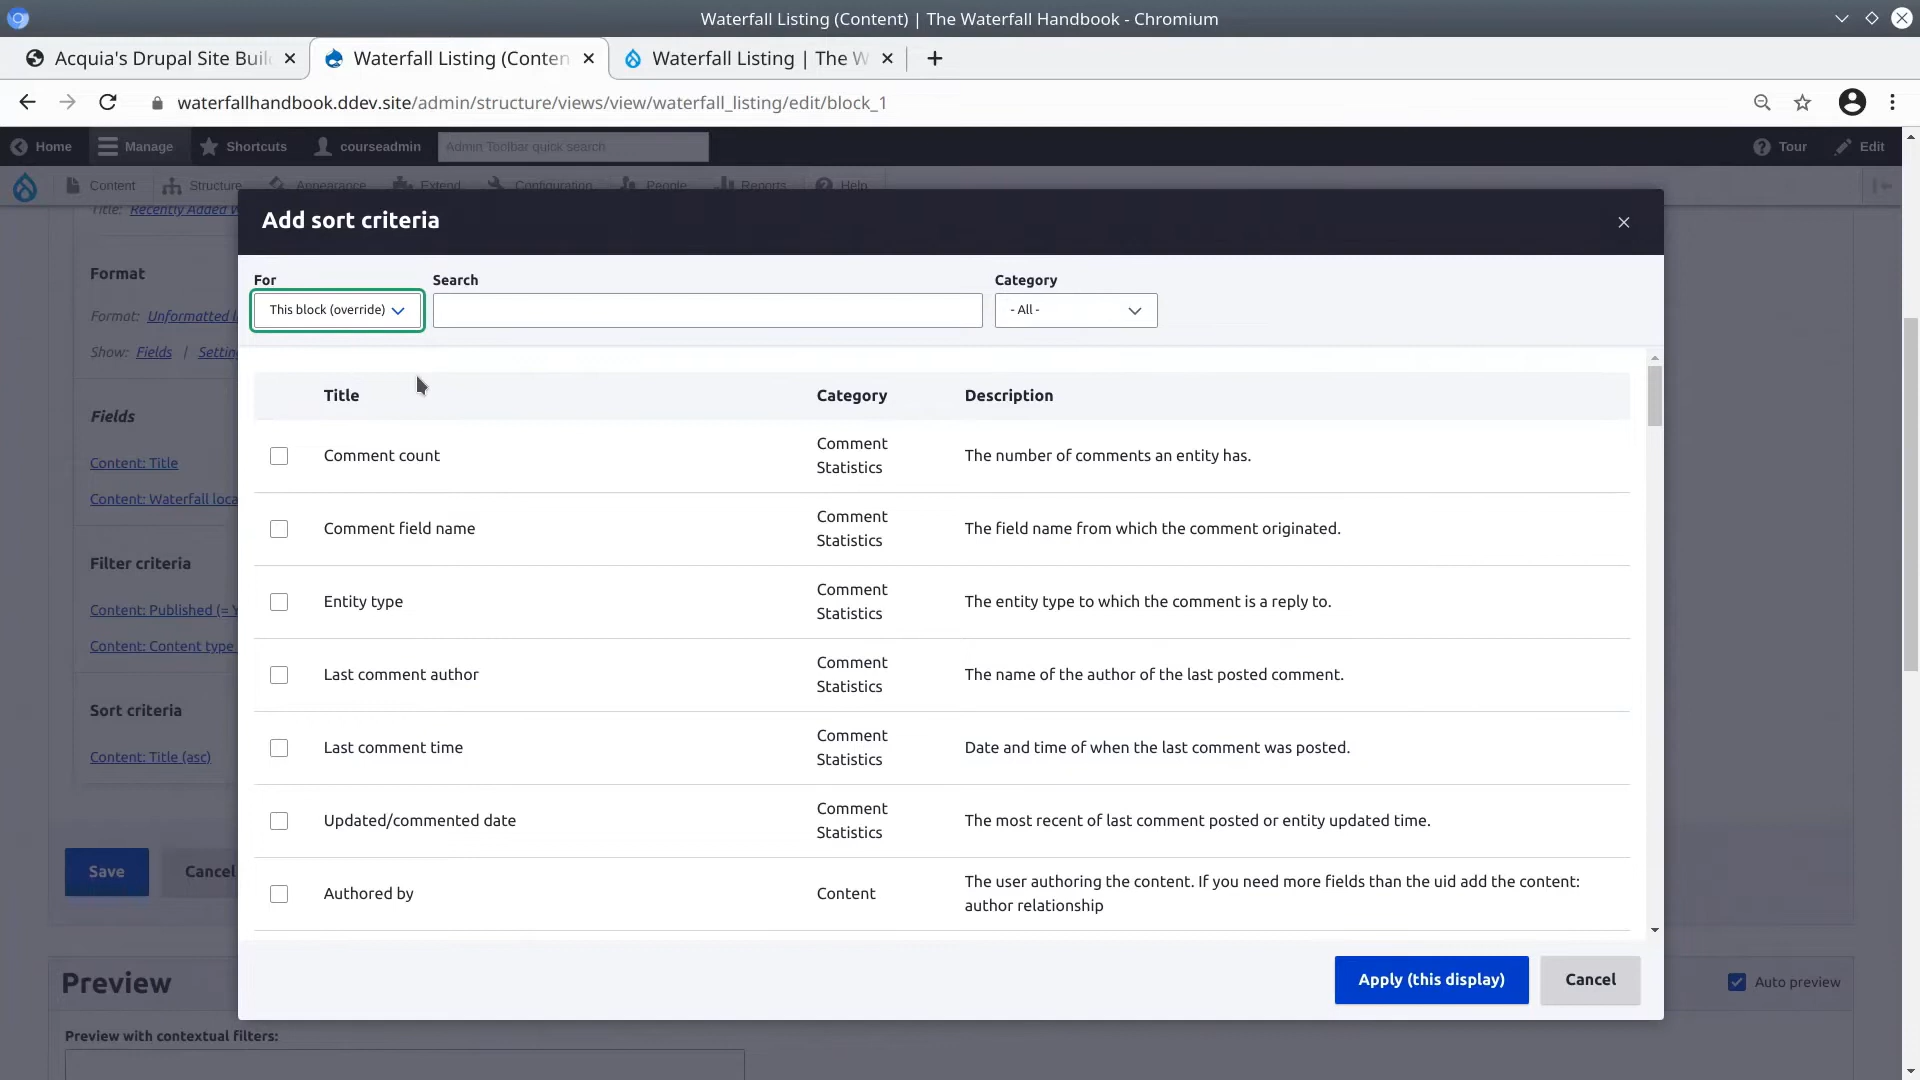 Waterfall Listing (Content) | The Waterfall Handbook - Chromium
Acquia's Drupal Site Buil
Waterfall Listing (Conten
Waterfall Listing | The W
waterfallhandbook.ddev.site/admin/structure/views/view/waterfall_listing/edit/block_1
Home
Manage
Shortcuts
courseadmin
Admin Toolbar quick search
Tour
Edit
Content
Structure
Appearance
Extend
Configuration
People
Reports
Help
Title: Recently Added W
Format
Format: Unformatted l
Show: Fields | Settin
Fields
Content: Title
Content: Waterfall loca
Filter criteria
Content: Published (= Y
Content: Content type
Sort criteria
Content: Title (asc)
Save
Cancel
Add sort criteria
For
Search
Category
This block (override)
- All -
Title
Category
Description
Comment count
Comment
Statistics
The number of comments an entity has.
Comment field name
Comment
Statistics
The field name from which the comment originated.
Entity type
Comment
Statistics
The entity type to which the comment is a reply to.
Last comment author
Comment
Statistics
The name of the author of the last posted comment.
Last comment time
Comment
Statistics
Date and time of when the last comment was posted.
Updated/commented date
Comment
Statistics
The most recent of last comment posted or entity updated time.
Authored by
Content
The user authoring the content. If you need more fields than the uid add the content:
author relationship
Apply (this display)
Cancel
Preview
Auto preview
Preview with contextual filters: